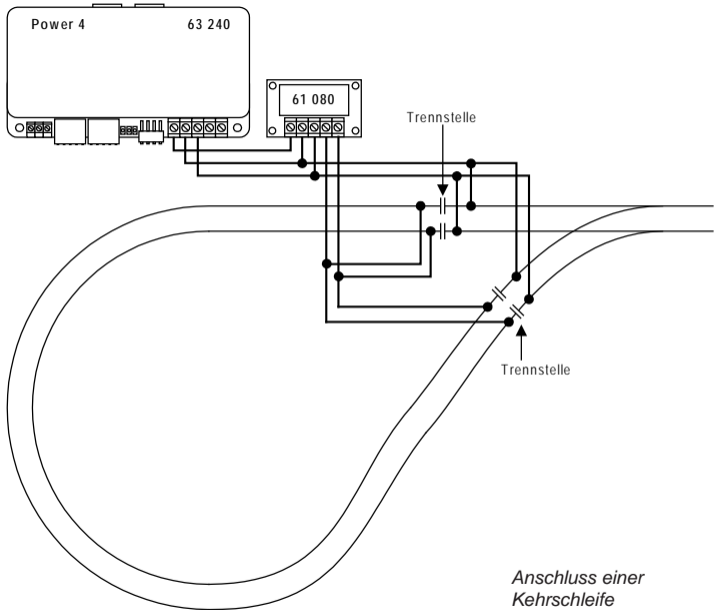 Power 4 63 240
61 080
Trennstelle
Trennstelle
Anschluss einer
Kehrschleife